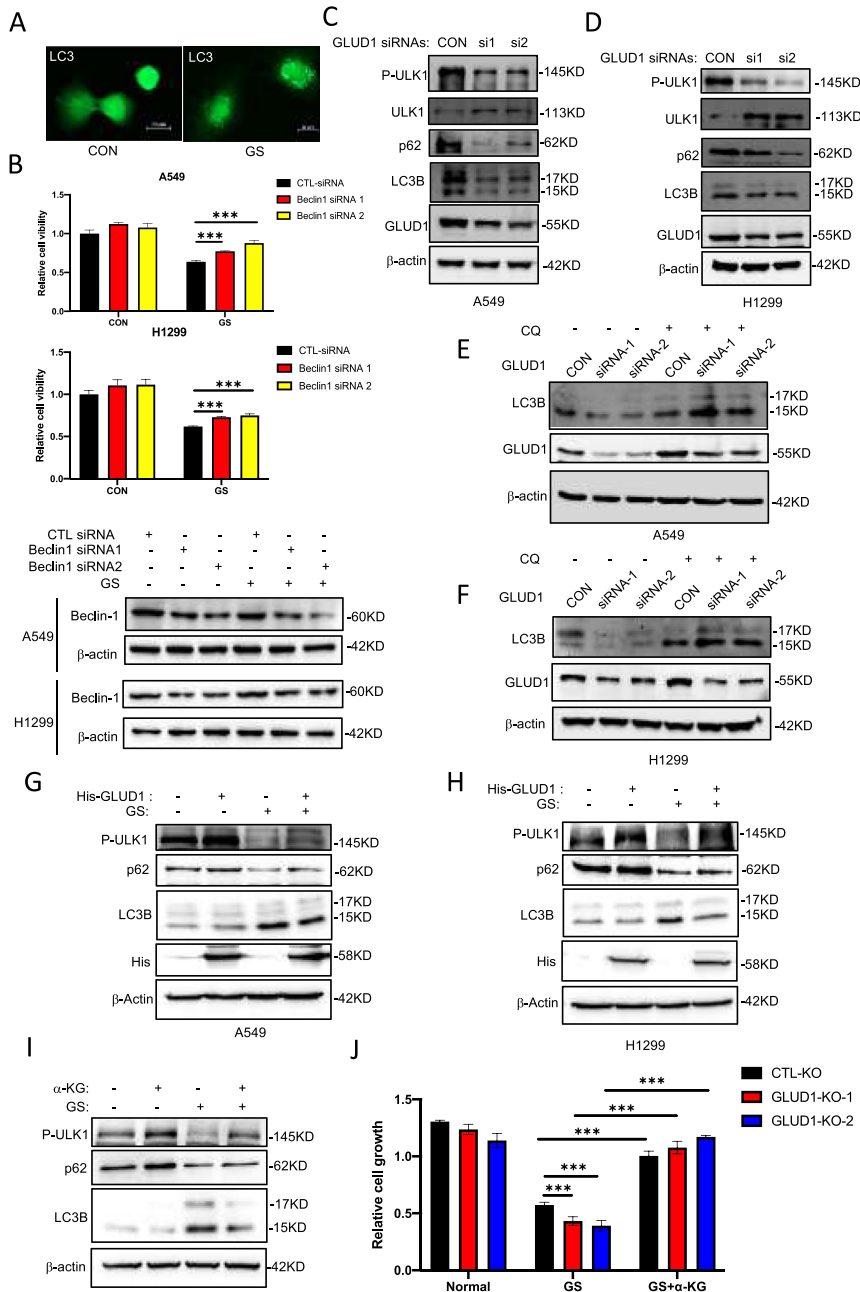 A
LC3
LC3
CON
GS
B
A549
Relative cell vibility
1.5
1.0
0.5
0.0
CON
GS
***
***
CTL-siRNA
Beclin1 siRNA 1
Beclin1 siRNA 2
H1299
Relative cell vibility
1.5
1.0
0.5
0.0
CON
GS
***
***
CTL-siRNA
Beclin1 siRNA 1
Beclin1 siRNA 2
CTL siRNA + - - + - -
Beclin1 siRNA1 - + - - + -
Beclin1 siRNA2 - - + - - +
GS - - - + + +
A549
Beclin-1 -60KD
β-actin -42KD
H1299
Beclin-1 -60KD
β-actin -42KD
C
GLUD1 siRNAs: CON si1 si2
P-ULK1 -145KD
ULK1 -113KD
p62 -62KD
LC3B -17KD
-15KD
GLUD1 -55KD
β-actin -42KD
A549
D
GLUD1 siRNAs: CON si1 si2
P-ULK1 -145KD
ULK1 -113KD
p62 -62KD
LC3B -17KD
-15KD
GLUD1 -55KD
β-actin -42KD
H1299
E
CQ - - - + + +
GLUD1 CON siRNA-1 siRNA-2 CON siRNA-1 siRNA-2
LC3B -17KD
-15KD
GLUD1 -55KD
β-actin -42KD
A549
F
CQ - - - + + +
GLUD1 CON siRNA-1 siRNA-2 CON siRNA-1 siRNA-2
LC3B -17KD
-15KD
GLUD1 -55KD
β-actin -42KD
H1299
G
His-GLUD1 : - + - +
GS: - - + +
P-ULK1 -145KD
p62 -62KD
LC3B -17KD
-15KD
His -58KD
β-Actin -42KD
A549
H
His-GLUD1 : - + - +
GS: - - + +
P-ULK1 -145KD
p62 -62KD
LC3B -17KD
-15KD
His -58KD
β-Actin -42KD
H1299
I
α-KG: - + - +
GS: - - + +
P-ULK1 -145KD
p62 -62KD
LC3B -17KD
-15KD
β-actin -42KD
J
Relative cell growth
1.5
1.0
0.5
0.0
Normal
GS
GS+α-KG
***
***
***
***
***
CTL-KO
GLUD1-KO-1
GLUD1-KO-2